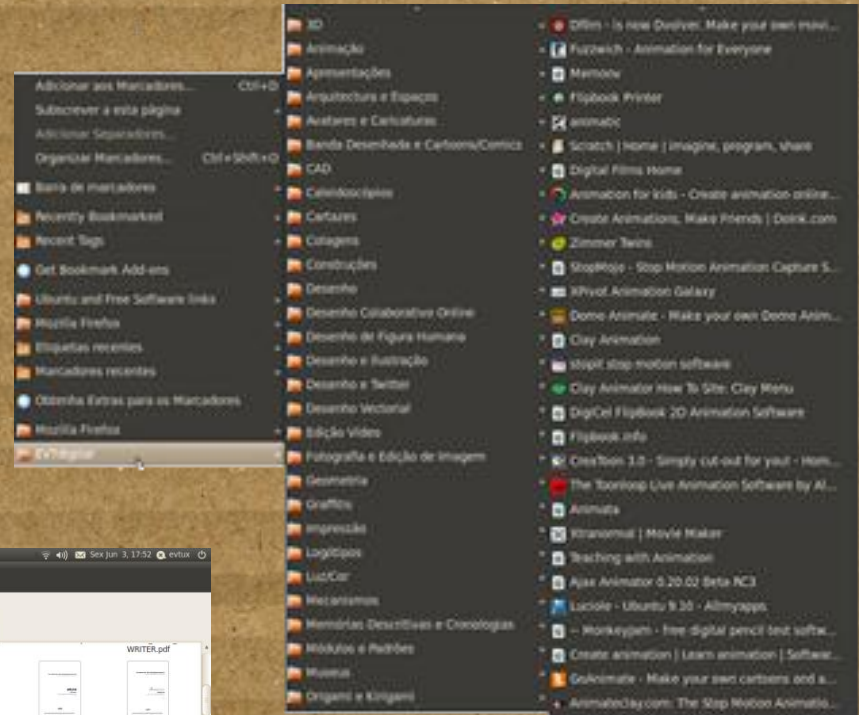 Adicionar aos Marcadores... Ctrl+D
Subscrever a esta página
Adicionar Separadores...
Organizar Marcadores... Ctrl+Shift+O
Barra de marcadores
Recently Bookmarked
Recent Tags
Get Bookmark Add-ons
Ubuntu and Free Software links
Mozilla Firefox
Etiquetas recentes
Marcadores recentes
Obtenha Extras para os Marcadores
Mozilla Firefox
EVTdigital
3D
Animação
Apresentações
Arquitectura e Espaços
Avatares e Caricaturas
Banda Desenhada e Cartoons/Comics
CAD
Caleidoscópios
Cartazes
Colagens
Construções
Desenho
Desenho Colaborativo Online
Desenho de Figura Humana
Desenho e Ilustração
Desenho e Twitter
Desenho Vectorial
Edição Vídeo
Fotografia e Edição de Imagem
Geometria
Graffitis
Impressão
Logótipos
Luz/Cor
Mecanismos
Memórias Descritivas e Cronologias
Módulos e Padrões
Museus
Origami e Kirigami
Dfilm - is now Dvolver. Make your own movi...
Fuzzwich - Animation for Everyone
Memoov
Flipbook Printer
animatic
Scratch | Home | imagine, program, share
Digital Films Home
Animation for kids - Create animation online...
Create Animations, Make Friends | Doink.com
Zimmer Twins
StopMojo - Stop Motion Animation Capture S...
XPivot Animation Galaxy
Domo Animate - Make your own Domo Anim...
Clay Animation
stopit stop motion software
Clay Animator How To Site: Clay Menu
DigiCel FlipBook 2D Animation Software
Flipbook.info
CreaToon 3.0 - Simply cut-out for you! - Hom...
The Toonloop Live Animation Software by Al...
Animata
Xtranormal | Movie Maker
Teaching with Animation
Ajax Animator 0.20.02 Beta RC3
Luciole - Ubuntu 9.10 - Allmyapps
-- Monkeyjam - free digital pencil test softw...
Create animation | Learn animation | Softwar...
GoAnimate - Make your own cartoons and a...
AnimateClay.com: The Stop Motion Animatio...
Sex Jun 3, 17:52 evtux
WRITER.pdf